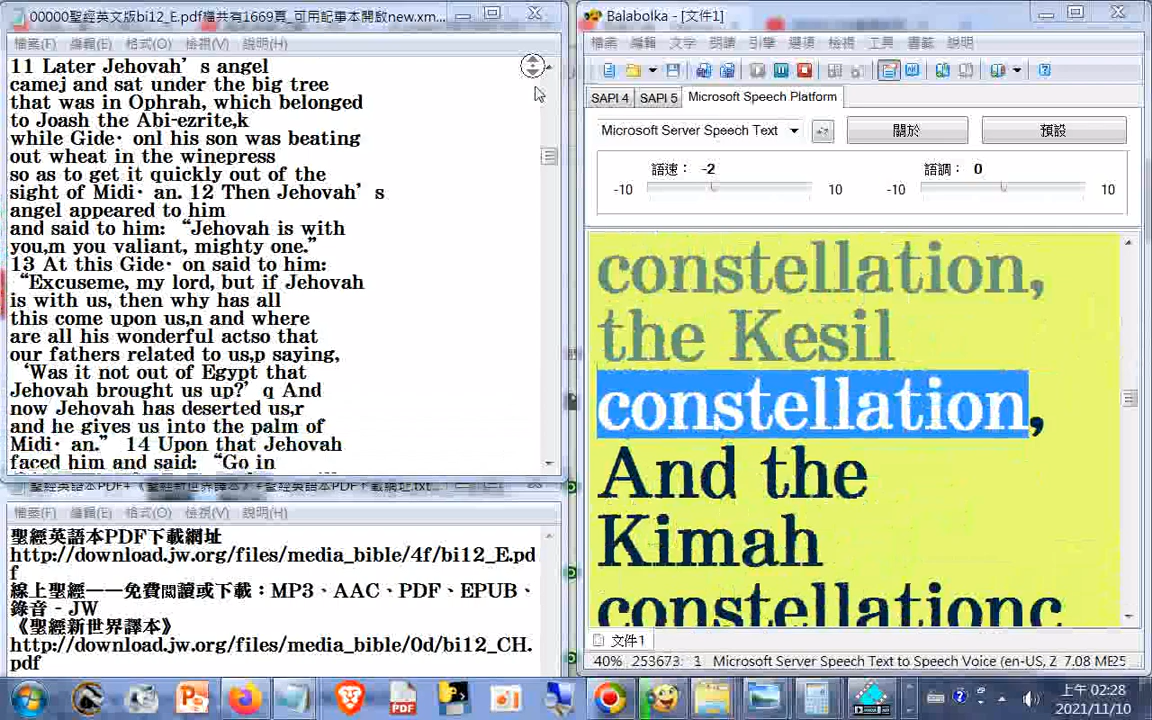 00000聖經英文版bi12_E.pdf檔共有1669頁_可用記事本開啟new.xm...
檔案(F) 編輯(E) 格式(O) 檢視(V) 說明(H)
11 Later Jehovah’s angel
camej and sat under the big tree
that was in Ophrah, which belonged
to Joash the Abi-ezrite,k
while Gide·onl his son was beating
out wheat in the winepress
so as to get it quickly out of the
sight of Midi·an. 12 Then Jehovah’s
angel appeared to him
and said to him: “Jehovah is with
you,m you valiant, mighty one.”
13 At this Gide·on said to him:
“Excuseme, my lord, but if Jehovah
is with us, then why has all
this come upon us,n and where
are all his wonderful actso that
our fathers related to us,p saying,
‘Was it not out of Egypt that
Jehovah brought us up?’q And
now Jehovah has deserted us,r
and he gives us into the palm of
Midi·an.” 14 Upon that Jehovah
faced him and said: “Go in
檔案(F) 編輯(E) 格式(O) 檢視(V) 說明(H)
聖經英語本PDF下載網址
http://download.jw.org/files/media_bible/4f/bi12_E.pd
f
線上聖經——免費閱讀或下載：MP3、AAC、PDF、EPUB、
錄音 - JW
《聖經新世界譯本》
http://download.jw.org/files/media_bible/0d/bi12_CH.
pdf
Balabolka - [文件1]
檔案 編輯 文字 朗讀 引擎 選項 檢視 工具 書籤 說明
SAPI 4 SAPI 5 Microsoft Speech Platform
Microsoft Server Speech Text 關於 預設
語速： -2 語調： 0
-10 10 -10 10
constellation,
the Kesil
constellation,
And the
Kimah
constellationc
文件1
40% 253673: 1 Microsoft Server Speech Text to Speech Voice (en-US, Z 7.08 ME25
上午 02:28
2021/11/10